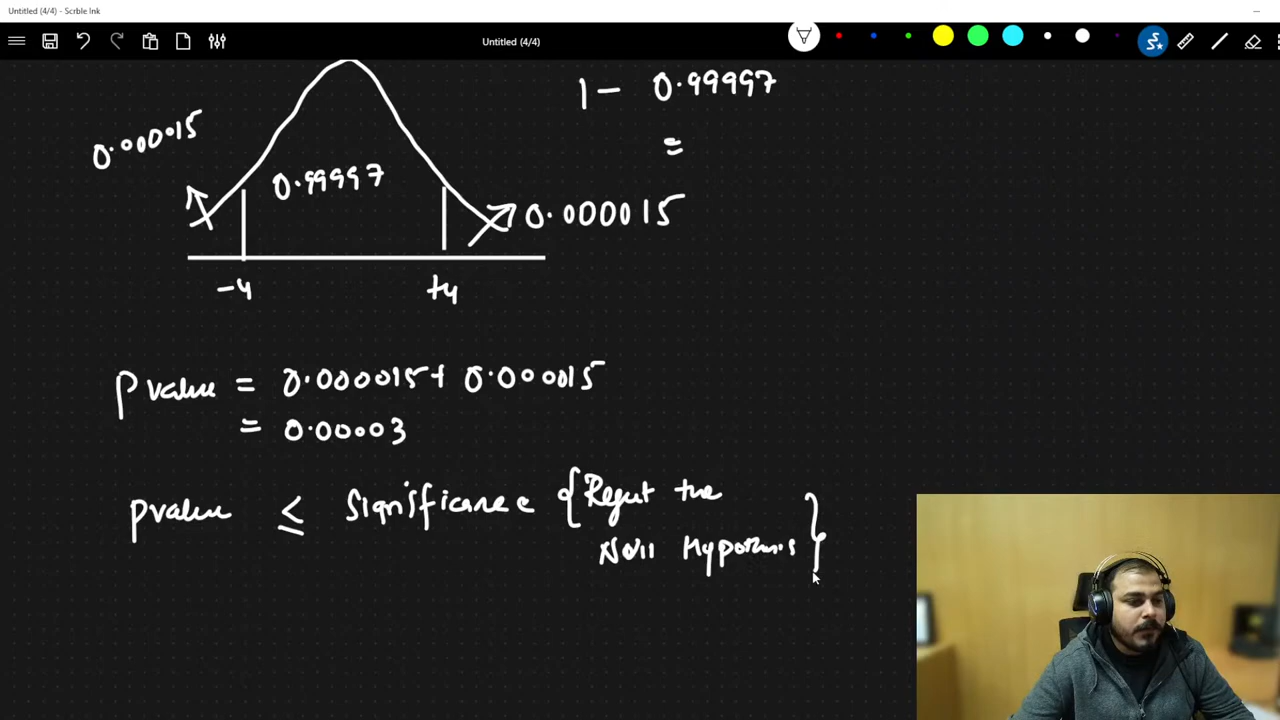 Untitled (4/4) - Scrble Ink
Untitled (4/4)
1 - 0.99997
=
0.000015
0.99997
0.000015
-4
+4
P value = 0.000015 + 0.000015
= 0.00003
pvalue ≤ Significance { Reject the
Null Hypothesis }